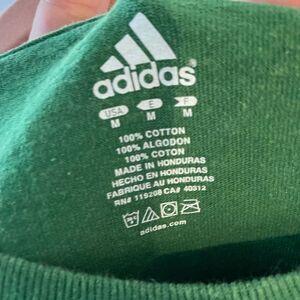 adidas
USA E F
M M M
100% COTTON
100% ALGODON
100% COTON
MADE IN HONDURAS
HECHO EN HONDURAS
FABRIQUE AU HONDURAS
RN# 119208 CA# 40312
adidas.com